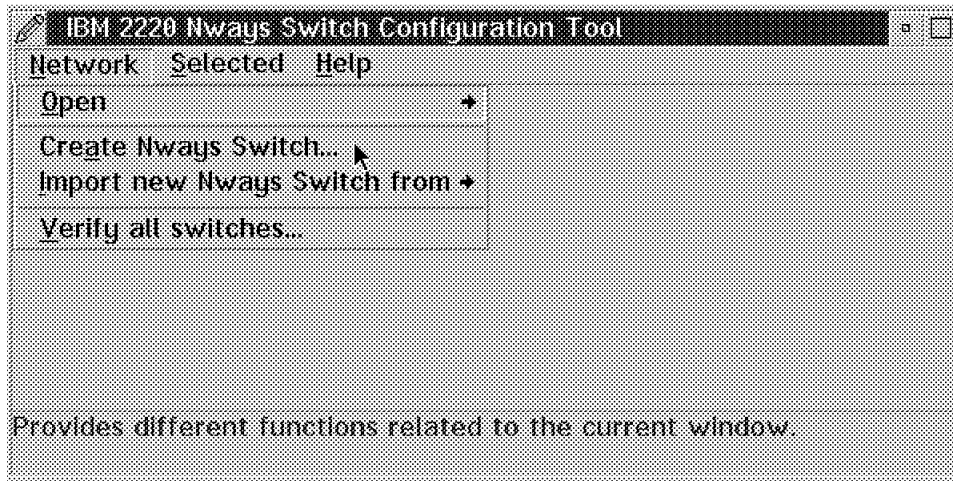 IBM 2220 Nways Switch Configuration Tool
Network Selected Help
Open
Create Nways Switch...
Import new Nways Switch from
Verify all switches...
Provides different functions related to the current window.